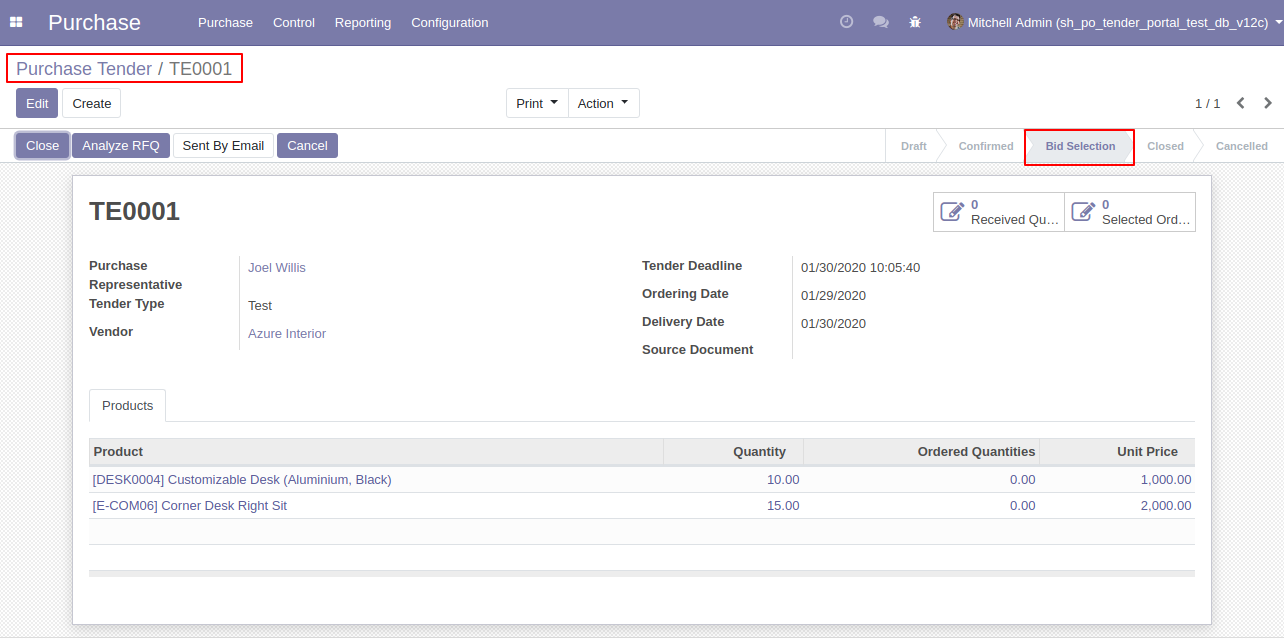 Purchase Purchase Control Reporting Configuration Mitchell Admin (sh_po_tender_portal_test_db_v12c)
Purchase Tender / TE0001
Edit Create Print Action 1 / 1
Close Analyze RFQ Sent By Email Cancel Draft Confirmed Bid Selection Closed Cancelled
TE0001
0
Received Qu...
0
Selected Ord...
Purchase Representative Joel Willis
Tender Type Test
Vendor Azure Interior
Tender Deadline 01/30/2020 10:05:40
Ordering Date 01/29/2020
Delivery Date 01/30/2020
Source Document
Products
Product Quantity Ordered Quantities Unit Price
[DESK0004] Customizable Desk (Aluminium, Black) 10.00 0.00 1,000.00
[E-COM06] Corner Desk Right Sit 15.00 0.00 2,000.00